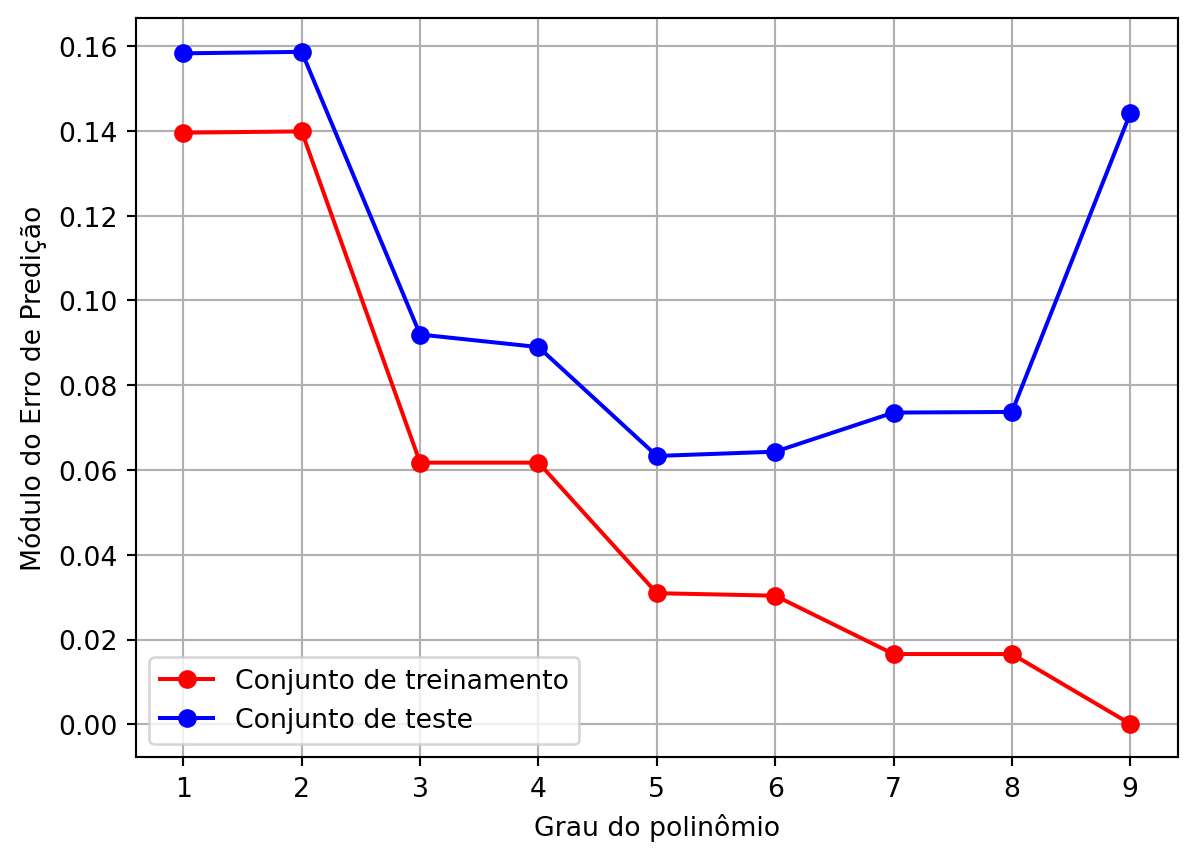 0.16
0.14
0.12
0.10
0.08
0.06
0.04
0.02
0.00
Módulo do Erro de Predição
Conjunto de treinamento
Conjunto de teste
1 2 3 4 5 6 7 8 9
Grau do polinômio